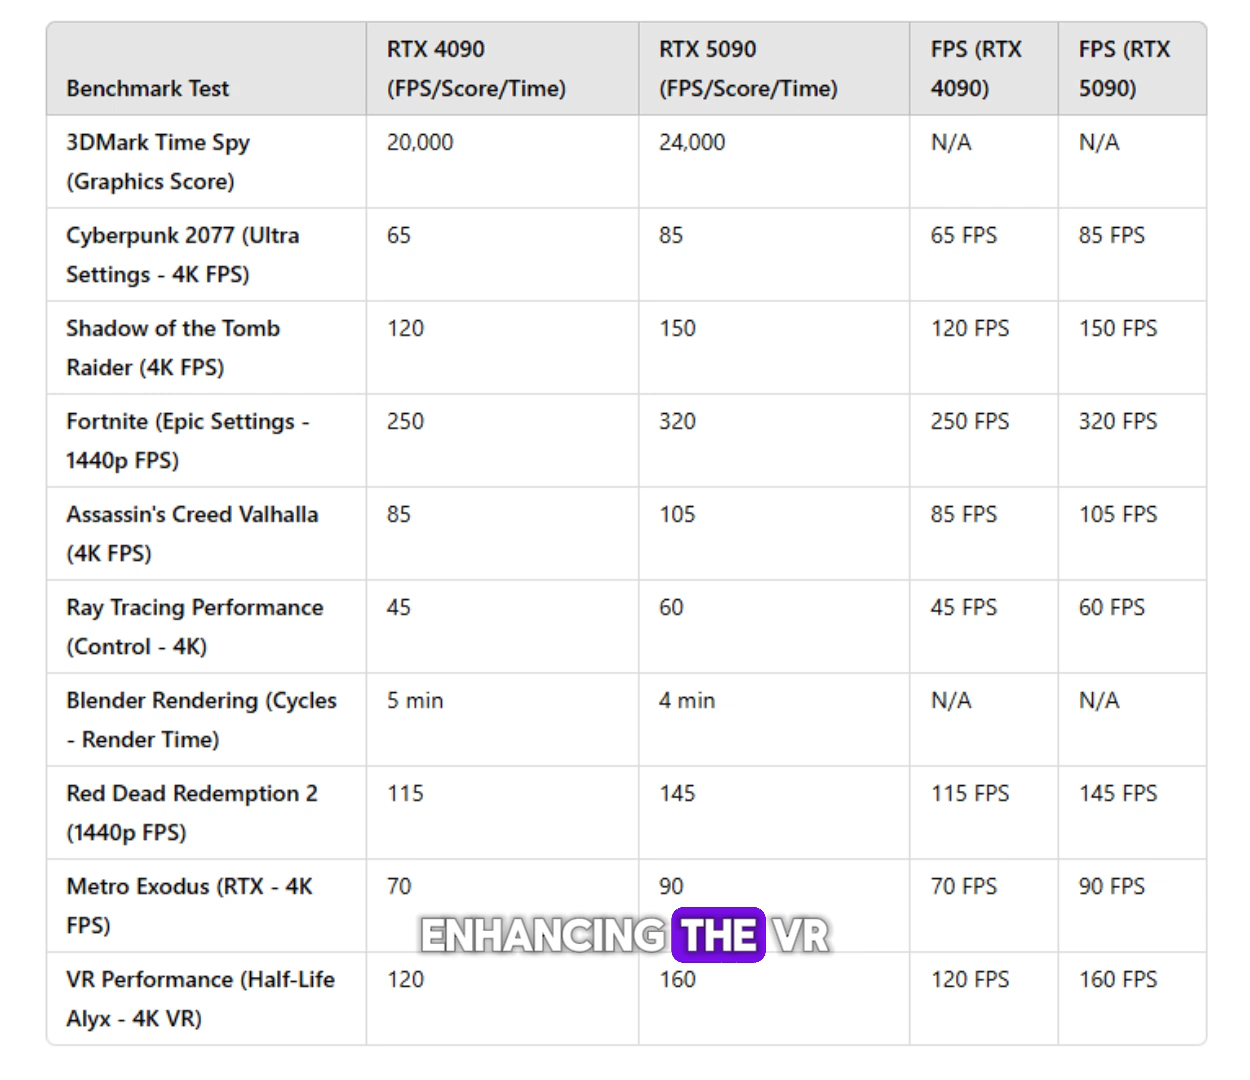 Benchmark Test
RTX 4090
(FPS/Score/Time)
RTX 5090
(FPS/Score/Time)
FPS (RTX
4090)
FPS (RTX
5090)
3DMark Time Spy
(Graphics Score)
20,000
24,000
N/A
N/A
Cyberpunk 2077 (Ultra
Settings - 4K FPS)
65
85
65 FPS
85 FPS
Shadow of the Tomb
Raider (4K FPS)
120
150
120 FPS
150 FPS
Fortnite (Epic Settings -
1440p FPS)
250
320
250 FPS
320 FPS
Assassin's Creed Valhalla
(4K FPS)
85
105
85 FPS
105 FPS
Ray Tracing Performance
(Control - 4K)
45
60
45 FPS
60 FPS
Blender Rendering (Cycles
- Render Time)
5 min
4 min
N/A
N/A
Red Dead Redemption 2
(1440p FPS)
115
145
115 FPS
145 FPS
Metro Exodus (RTX - 4K
FPS)
70
90
70 FPS
90 FPS
ENHANCING THE VR
VR Performance (Half-Life
Alyx - 4K VR)
120
160
120 FPS
160 FPS